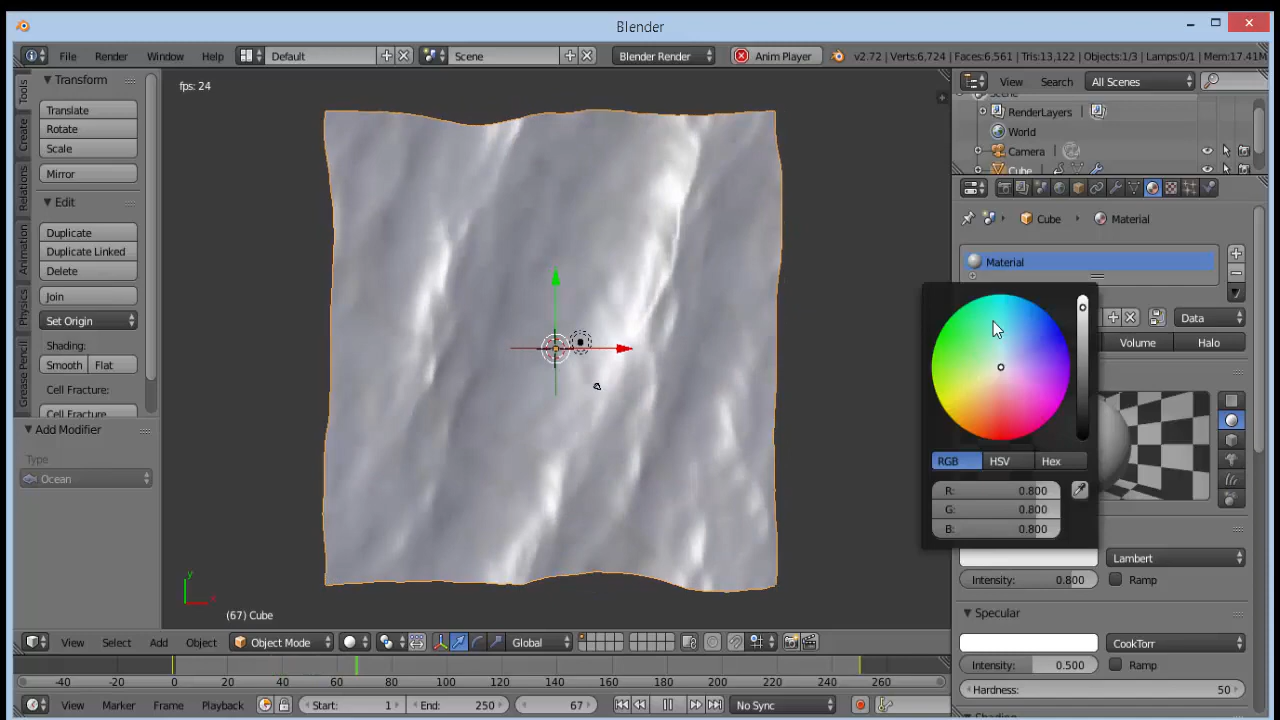 Blender
File Render Window Help Default Scene Blender Render Anim Player v2.72 | Verts:6,724 | Faces:6,561 | Tris:13,122 | Objects:1/3 | Lamps:0/1 | Mem:17.41M
Transform
Translate
Rotate
Scale
Mirror
Edit
Duplicate
Duplicate Linked
Delete
Join
Set Origin
Shading:
Smooth Flat
Cell Fracture:
Cell Fracture
Add Modifier
Type
Ocean
Tools
Create
Relations
Animation
Physics
Grease Pencil
fps: 24
y
x
(67) Cube
View Search All Scenes
Scene
RenderLayers
World
Camera
Cube
Cube Material
Material
Data
Volume Halo
RGB HSV Hex
R: 0.800
G: 0.800
B: 0.800
Lambert
Intensity: 0.800 Ramp
Specular
CookTorr
Intensity: 0.500 Ramp
Hardness: 50
Shading
View Select Add Object Object Mode Global
-40 -20 0 20 40 60 80 100 120 140 160 180 200 220 240 260
View Marker Frame Playback Start: 1 End: 250 67 No Sync